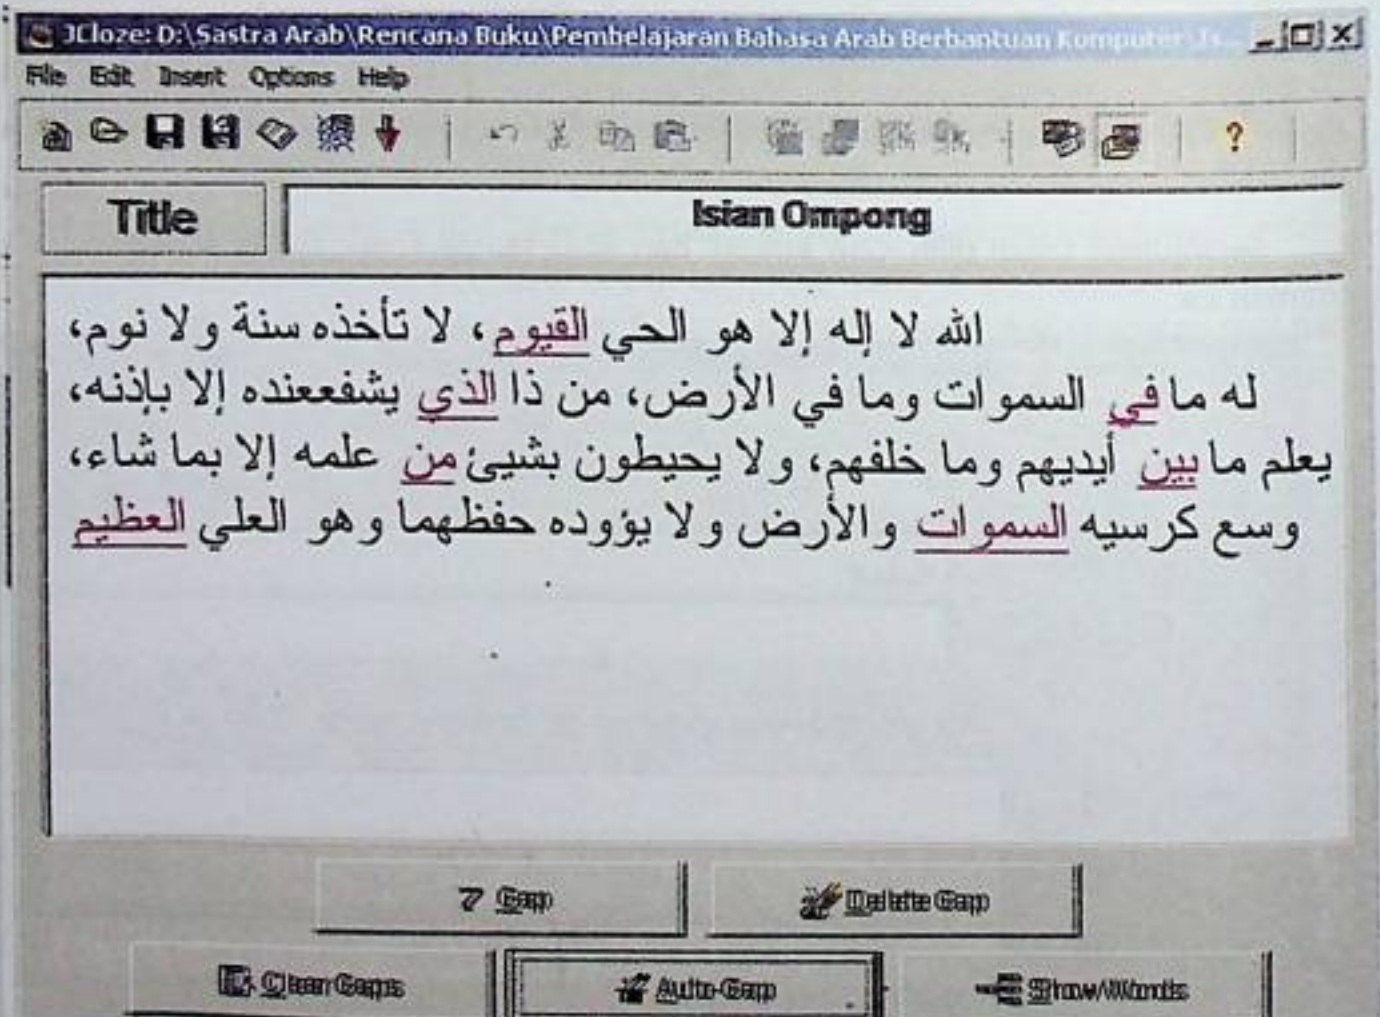 JCloze: D:\Sastra Arab\Rencana Buku\Pembelajaran Bahasa Arab Berbantuan Komputer
File Edit Insert Options Help
Title
Isian Ompong
الله لا إله إلا هو الحي القيوم، لا تأخذه سنة ولا نوم،
له ما في السموات وما في الأرض، من ذا الذي يشفععنده إلا بإذنه،
يعلم ما بين أيديهم وما خلفهم، ولا يحيطون بشيئ من علمه إلا بما شاء،
وسع كرسيه السموات والأرض ولا يؤوده حفظهما وهو العلي العظيم
Gap
Delete Gap
Clear Gaps
Auto-Gap
Show Words